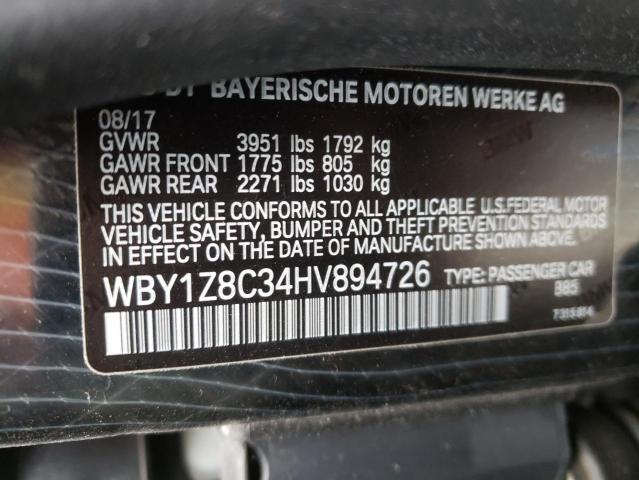 BY BAYERISCHE MOTOREN WERKE AG
08/17
GVWR 3951 lbs 1792 kg
GAWR FRONT 1775 lbs 805 kg
GAWR REAR 2271 lbs 1030 kg
THIS VEHICLE CONFORMS TO ALL APPLICABLE U.S.FEDERAL MOTOR
VEHICLE SAFETY, BUMPER AND THEFT PREVENTION STANDARDS
IN EFFECT ON THE DATE OF MANUFACTURE SHOWN ABOVE.
WBY1Z8C34HV894726 TYPE: PASSENGER CAR
B85